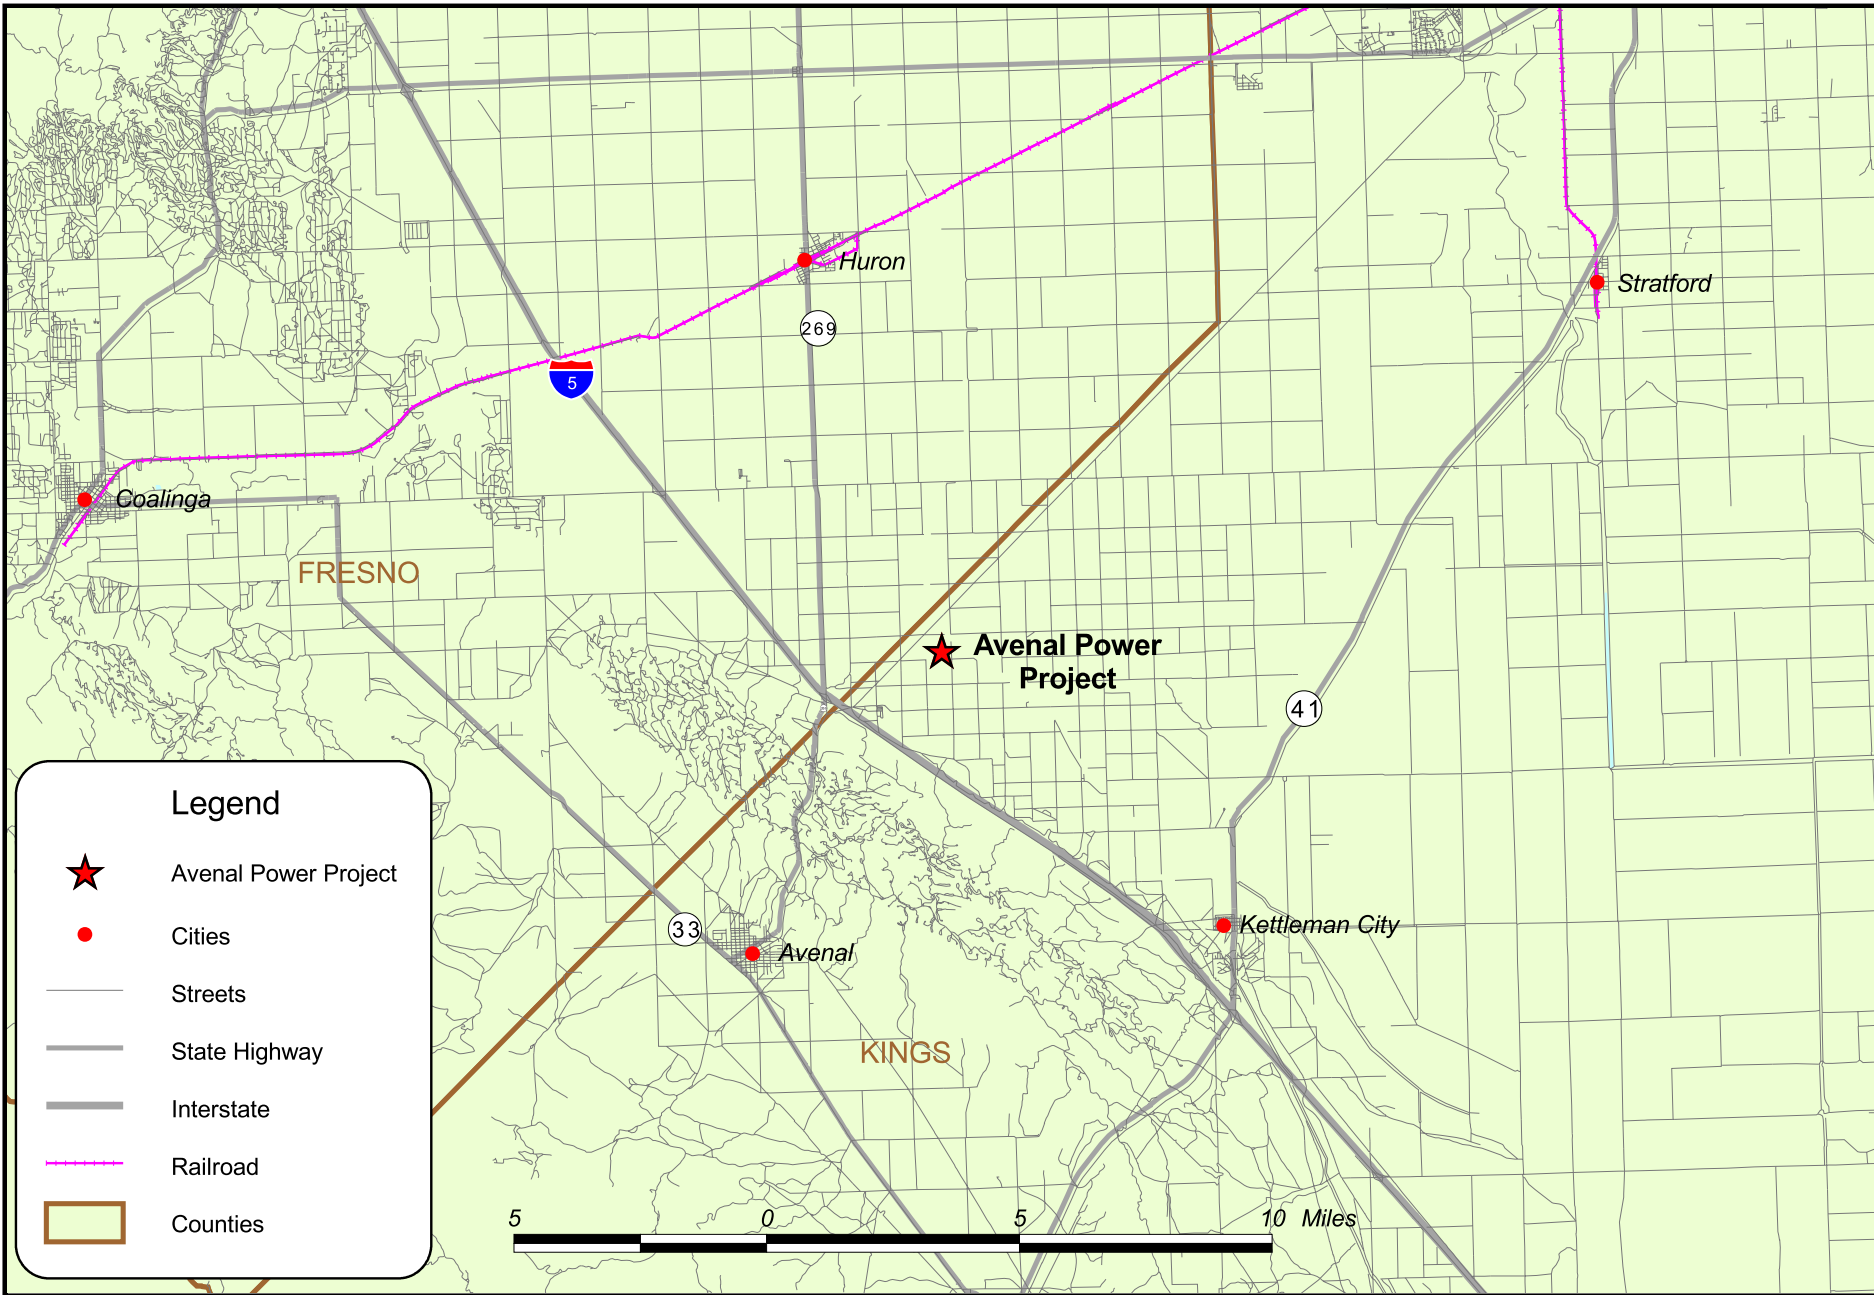 Huron
Stratford
269
5
Coalinga
FRESNO
Avenal Power
Project
41
Legend
Avenal Power Project
Cities
Streets
State Highway
Interstate
Railroad
Counties
33
Avenal
Kettleman City
KINGS
5 0 5 10 Miles